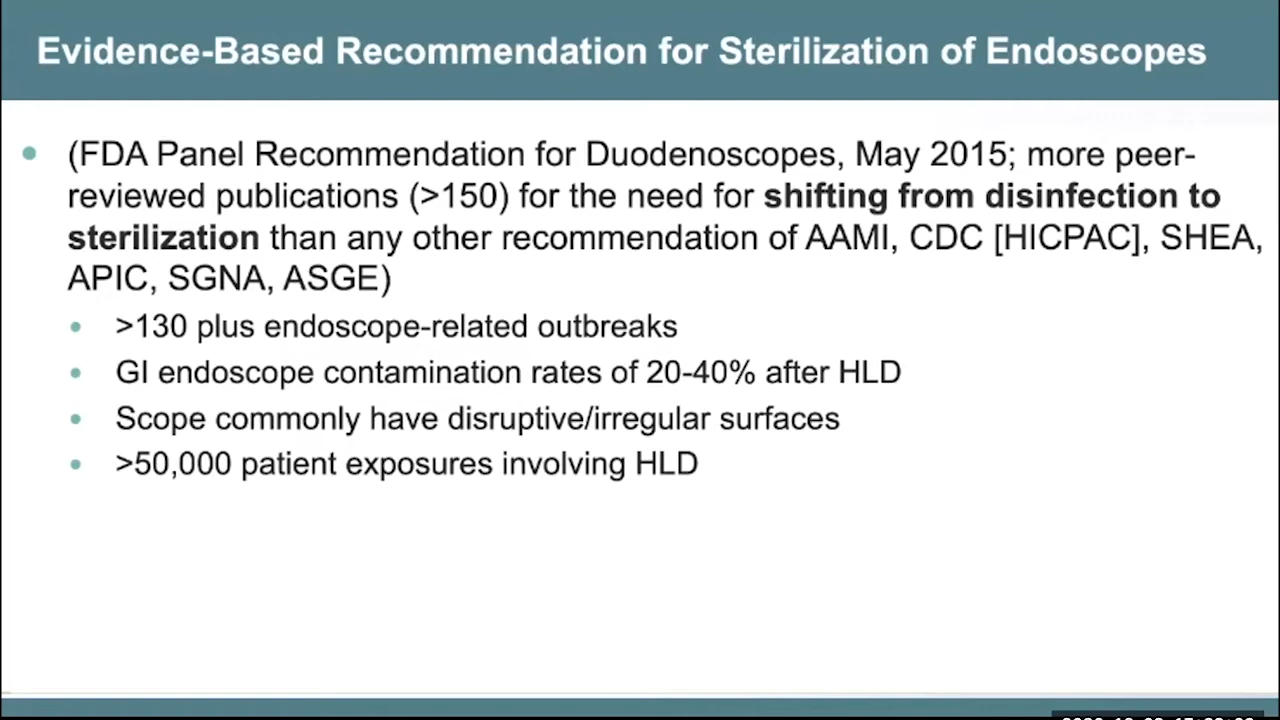 Evidence-Based Recommendation for Sterilization of Endoscopes
• (FDA Panel Recommendation for Duodenoscopes, May 2015; more peer-
reviewed publications (>150) for the need for shifting from disinfection to
sterilization than any other recommendation of AAMI, CDC [HICPAC], SHEA,
APIC, SGNA, ASGE)
• >130 plus endoscope-related outbreaks
• GI endoscope contamination rates of 20-40% after HLD
• Scope commonly have disruptive/irregular surfaces
• >50,000 patient exposures involving HLD